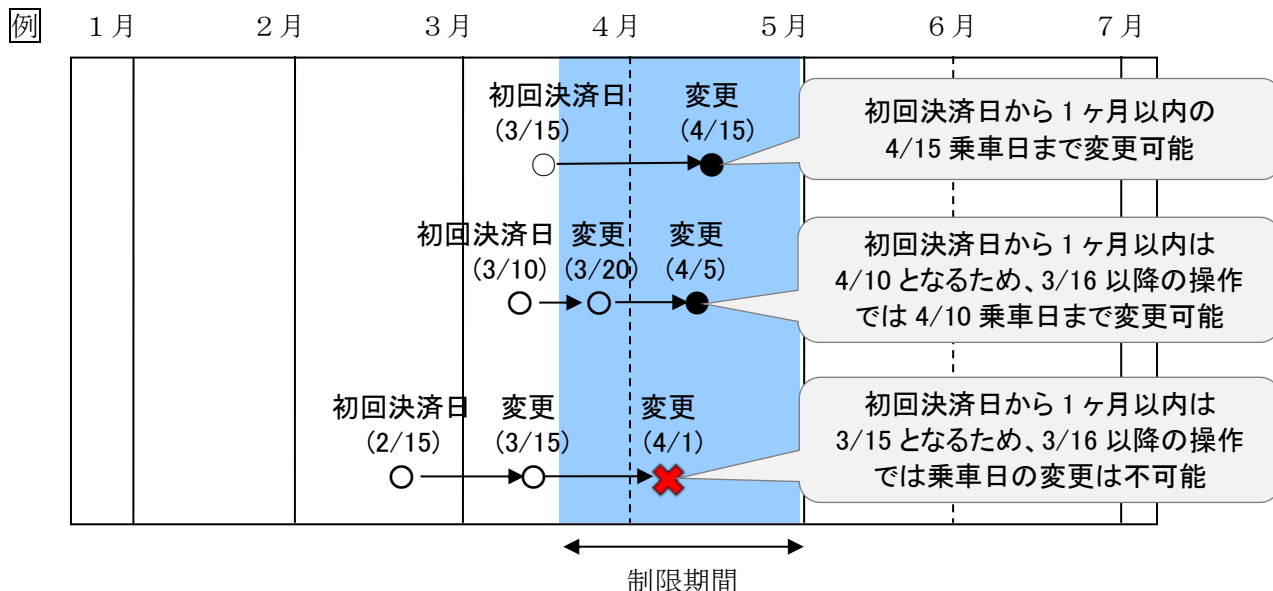 例 1月 2月 3月 4月 5月 6月 7月
初回決済日 変更
(3/15) (4/15)
初回決済日から1ヶ月以内の
4/15乗車日まで変更可能
初回決済日 変更 変更
(3/10) (3/20) (4/5)
初回決済日から1ヶ月以内は
4/10となるため、3/16以降の操作
では4/10乗車日まで変更可能
初回決済日 変更 変更
(2/15) (3/15) (4/1)
初回決済日から1ヶ月以内は
3/15となるため、3/16以降の操作
では乗車日の変更は不可能
制限期間